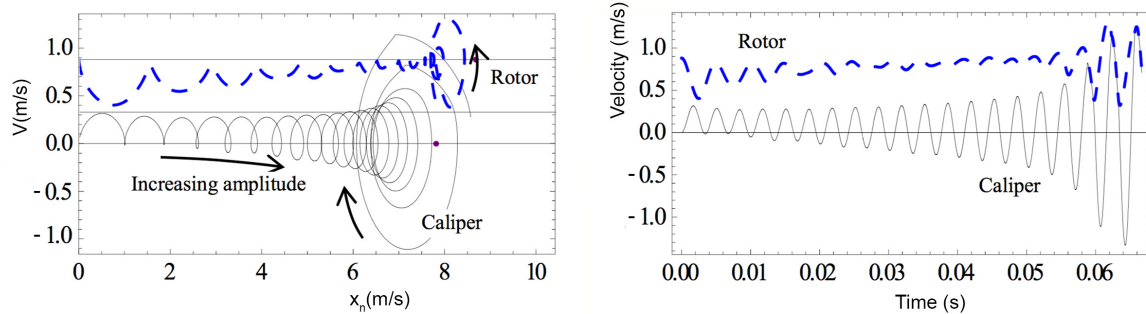 V(m/s)
1.0
0.5
0.0
- 0.5
- 1.0
Rotor
Increasing amplitude
Caliper
0 2 4 6 8 10
xn(m/s)
Velocity (m/s)
1.0
0.5
0.0
- 0.5
- 1.0
Rotor
Caliper
0.00 0.01 0.02 0.03 0.04 0.05 0.06
Time (s)